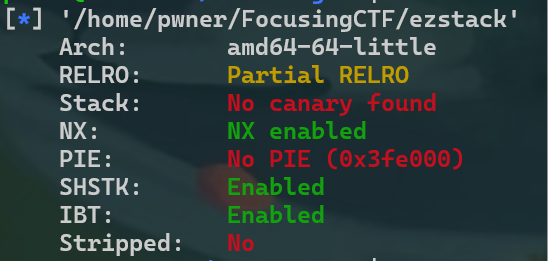 [*] '/home/pwner/FocusingCTF/ezstack'
Arch: amd64-64-little
RELRO: Partial RELRO
Stack: No canary found
NX: NX enabled
PIE: No PIE (0x3fe000)
SHSTK: Enabled
IBT: Enabled
Stripped: No